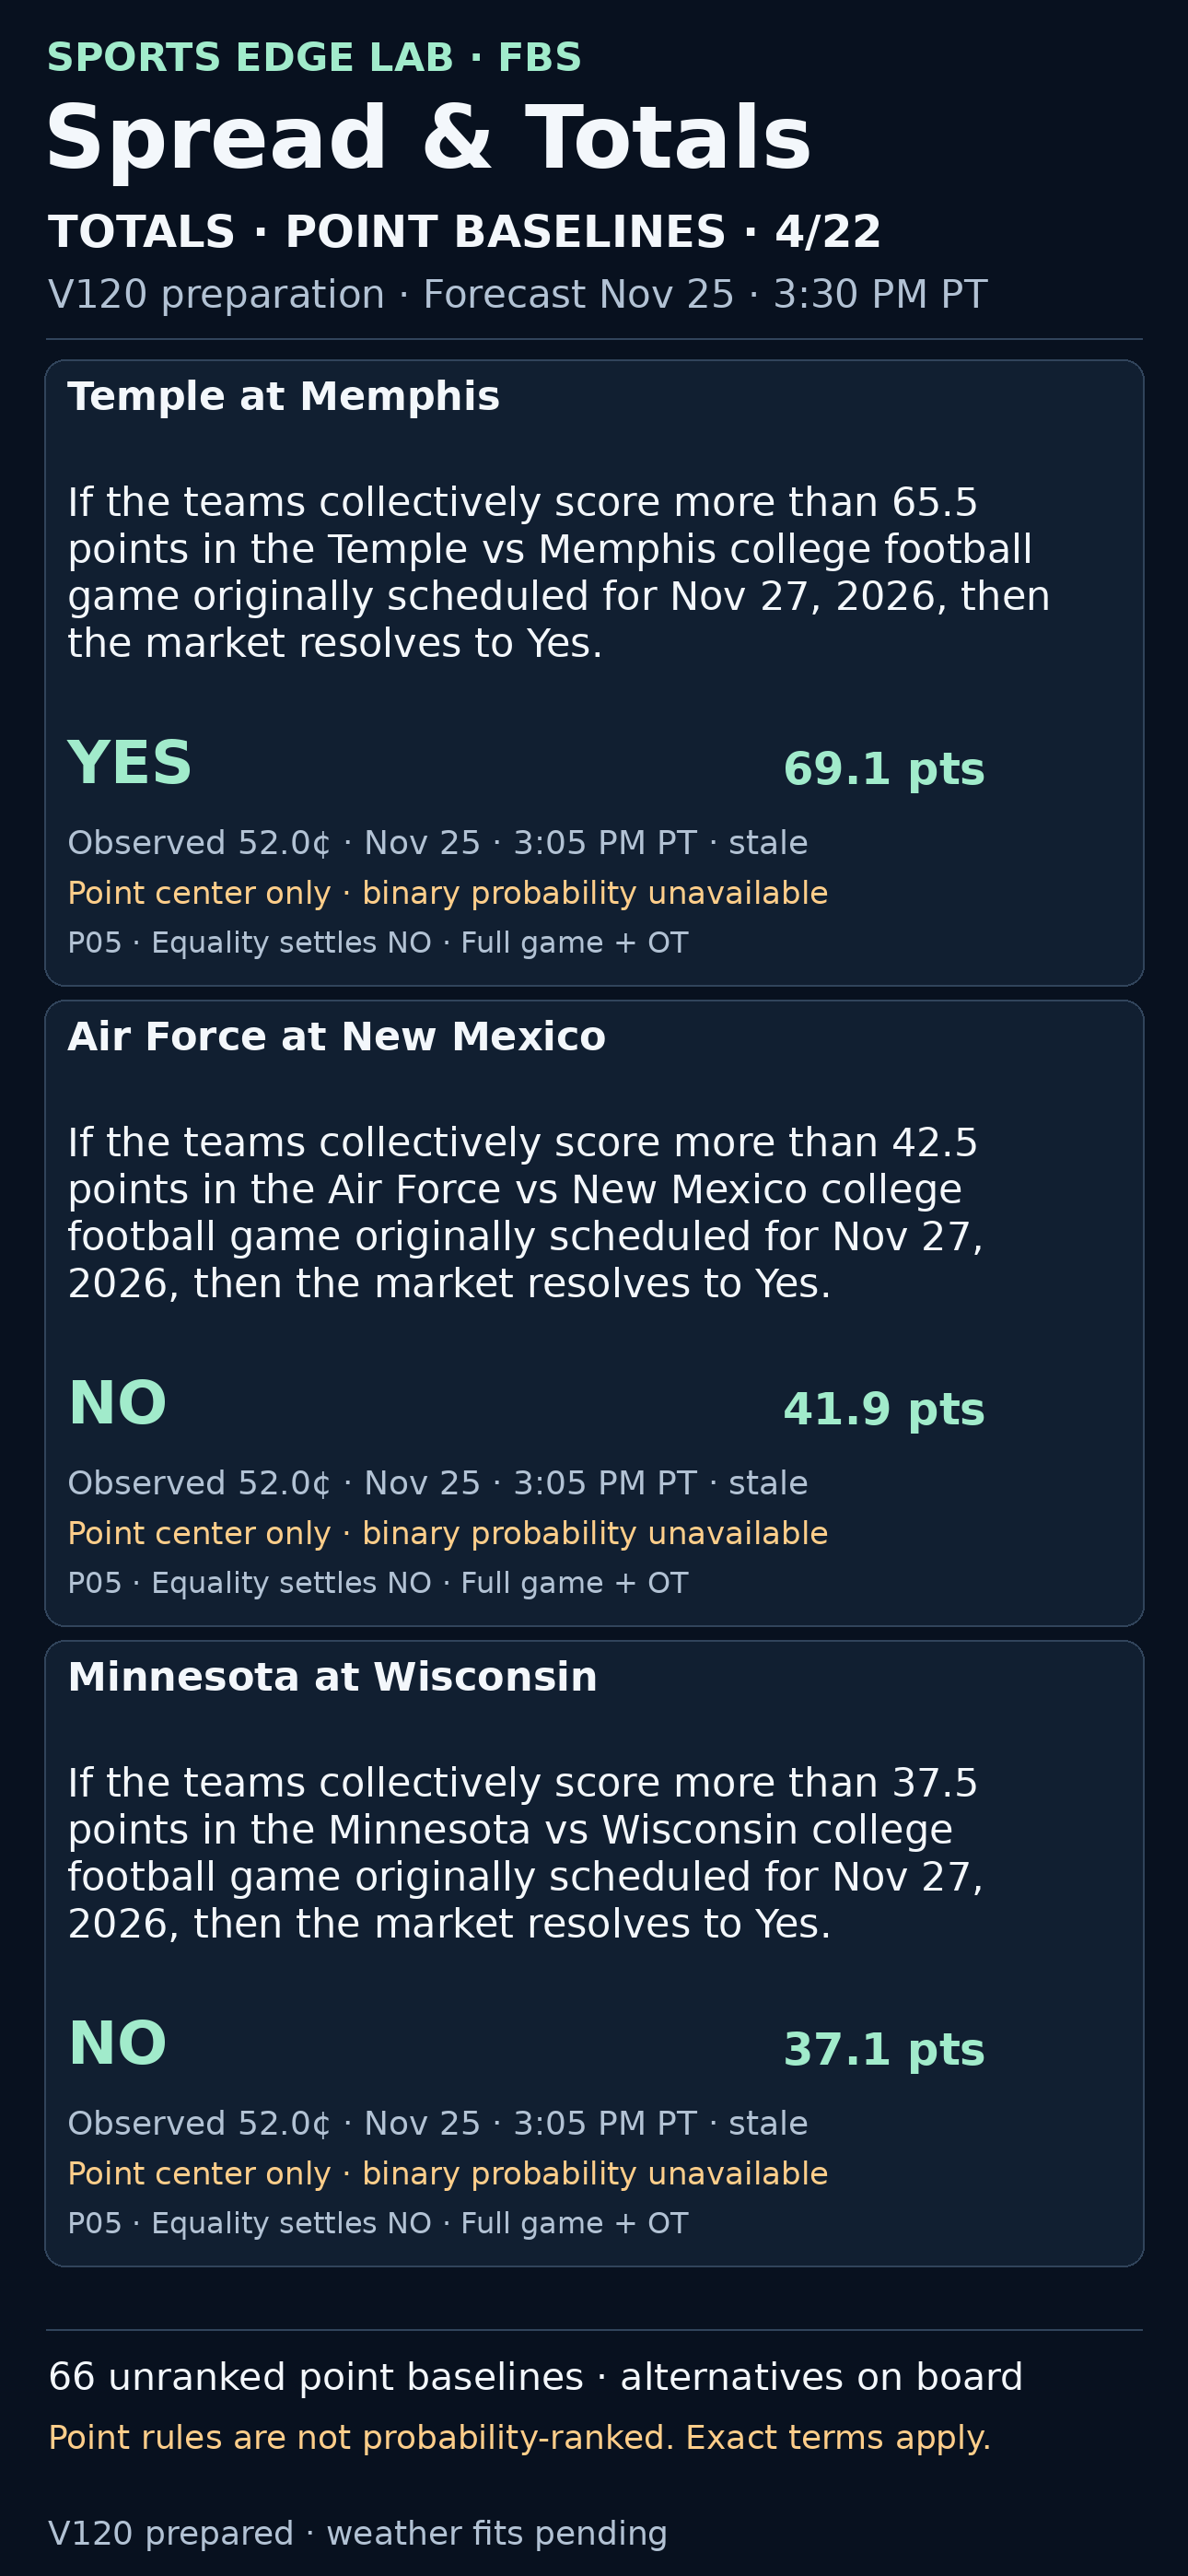 SPORTS EDGE LAB · FBS
Spread & Totals
TOTALS · POINT BASELINES · 4/22
V120 preparation · Forecast Nov 25 · 3:30 PM PT
Temple at Memphis
If the teams collectively score more than 65.5
points in the Temple vs Memphis college football
game originally scheduled for Nov 27, 2026, then
the market resolves to Yes.
YES 69.1 pts
Observed 52.0¢ · Nov 25 · 3:05 PM PT · stale
Point center only · binary probability unavailable
P05 · Equality settles NO · Full game + OT
Air Force at New Mexico
If the teams collectively score more than 42.5
points in the Air Force vs New Mexico college
football game originally scheduled for Nov 27,
2026, then the market resolves to Yes.
NO 41.9 pts
Observed 52.0¢ · Nov 25 · 3:05 PM PT · stale
Point center only · binary probability unavailable
P05 · Equality settles NO · Full game + OT
Minnesota at Wisconsin
If the teams collectively score more than 37.5
points in the Minnesota vs Wisconsin college
football game originally scheduled for Nov 27,
2026, then the market resolves to Yes.
NO 37.1 pts
Observed 52.0¢ · Nov 25 · 3:05 PM PT · stale
Point center only · binary probability unavailable
P05 · Equality settles NO · Full game + OT
66 unranked point baselines · alternatives on board
Point rules are not probability-ranked. Exact terms apply.
V120 prepared · weather fits pending